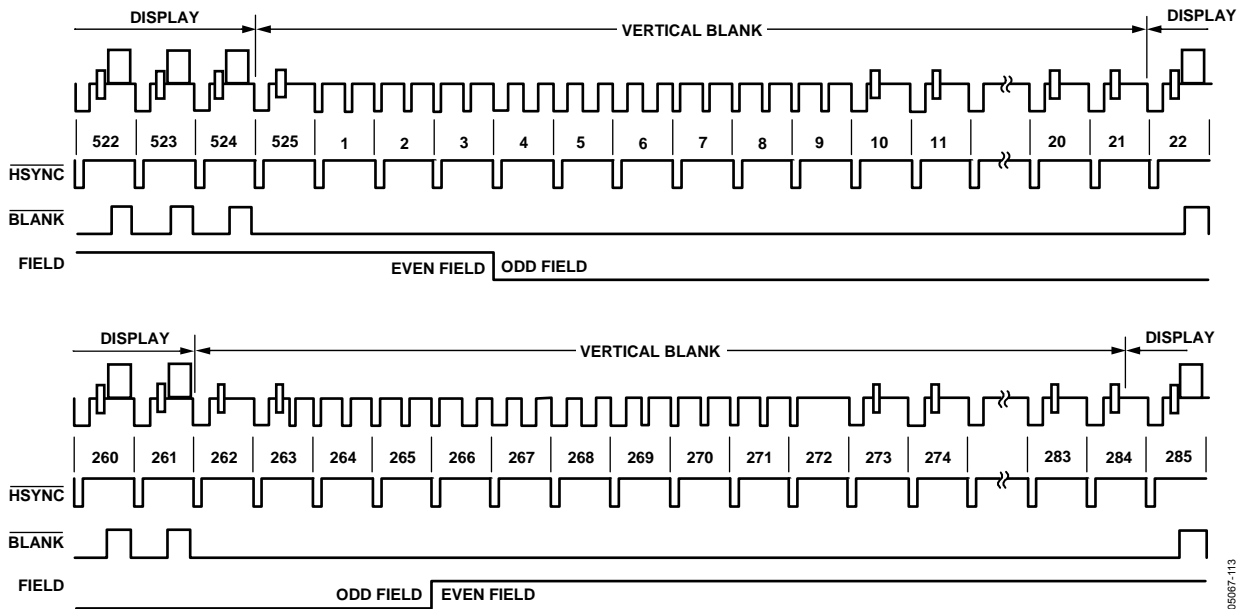 DISPLAY VERTICAL BLANK DISPLAY
522 523 524 525 1 2 3 4 5 6 7 8 9 10 11 20 21 22
HSYNC
BLANK
FIELD EVEN FIELD ODD FIELD
DISPLAY VERTICAL BLANK DISPLAY
260 261 262 263 264 265 266 267 268 269 270 271 272 273 274 283 284 285
HSYNC
BLANK
FIELD ODD FIELD EVEN FIELD
05067-113